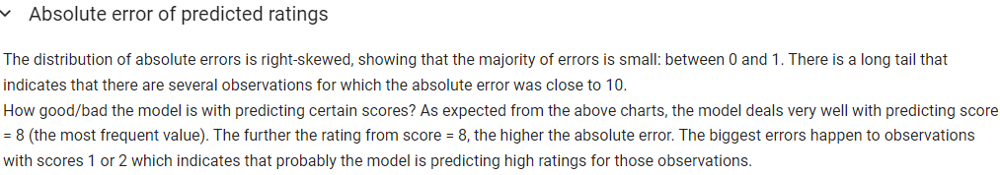 Absolute error of predicted ratings
The distribution of absolute errors is right-skewed, showing that the majority of errors is small: between 0 and 1. There is a long tail that
indicates that there are several observations for which the absolute error was close to 10.
How good/bad the model is with predicting certain scores? As expected from the above charts, the model deals very well with predicting score
= 8 (the most frequent value). The further the rating from score = 8, the higher the absolute error. The biggest errors happen to observations
with scores 1 or 2 which indicates that probably the model is predicting high ratings for those observations.